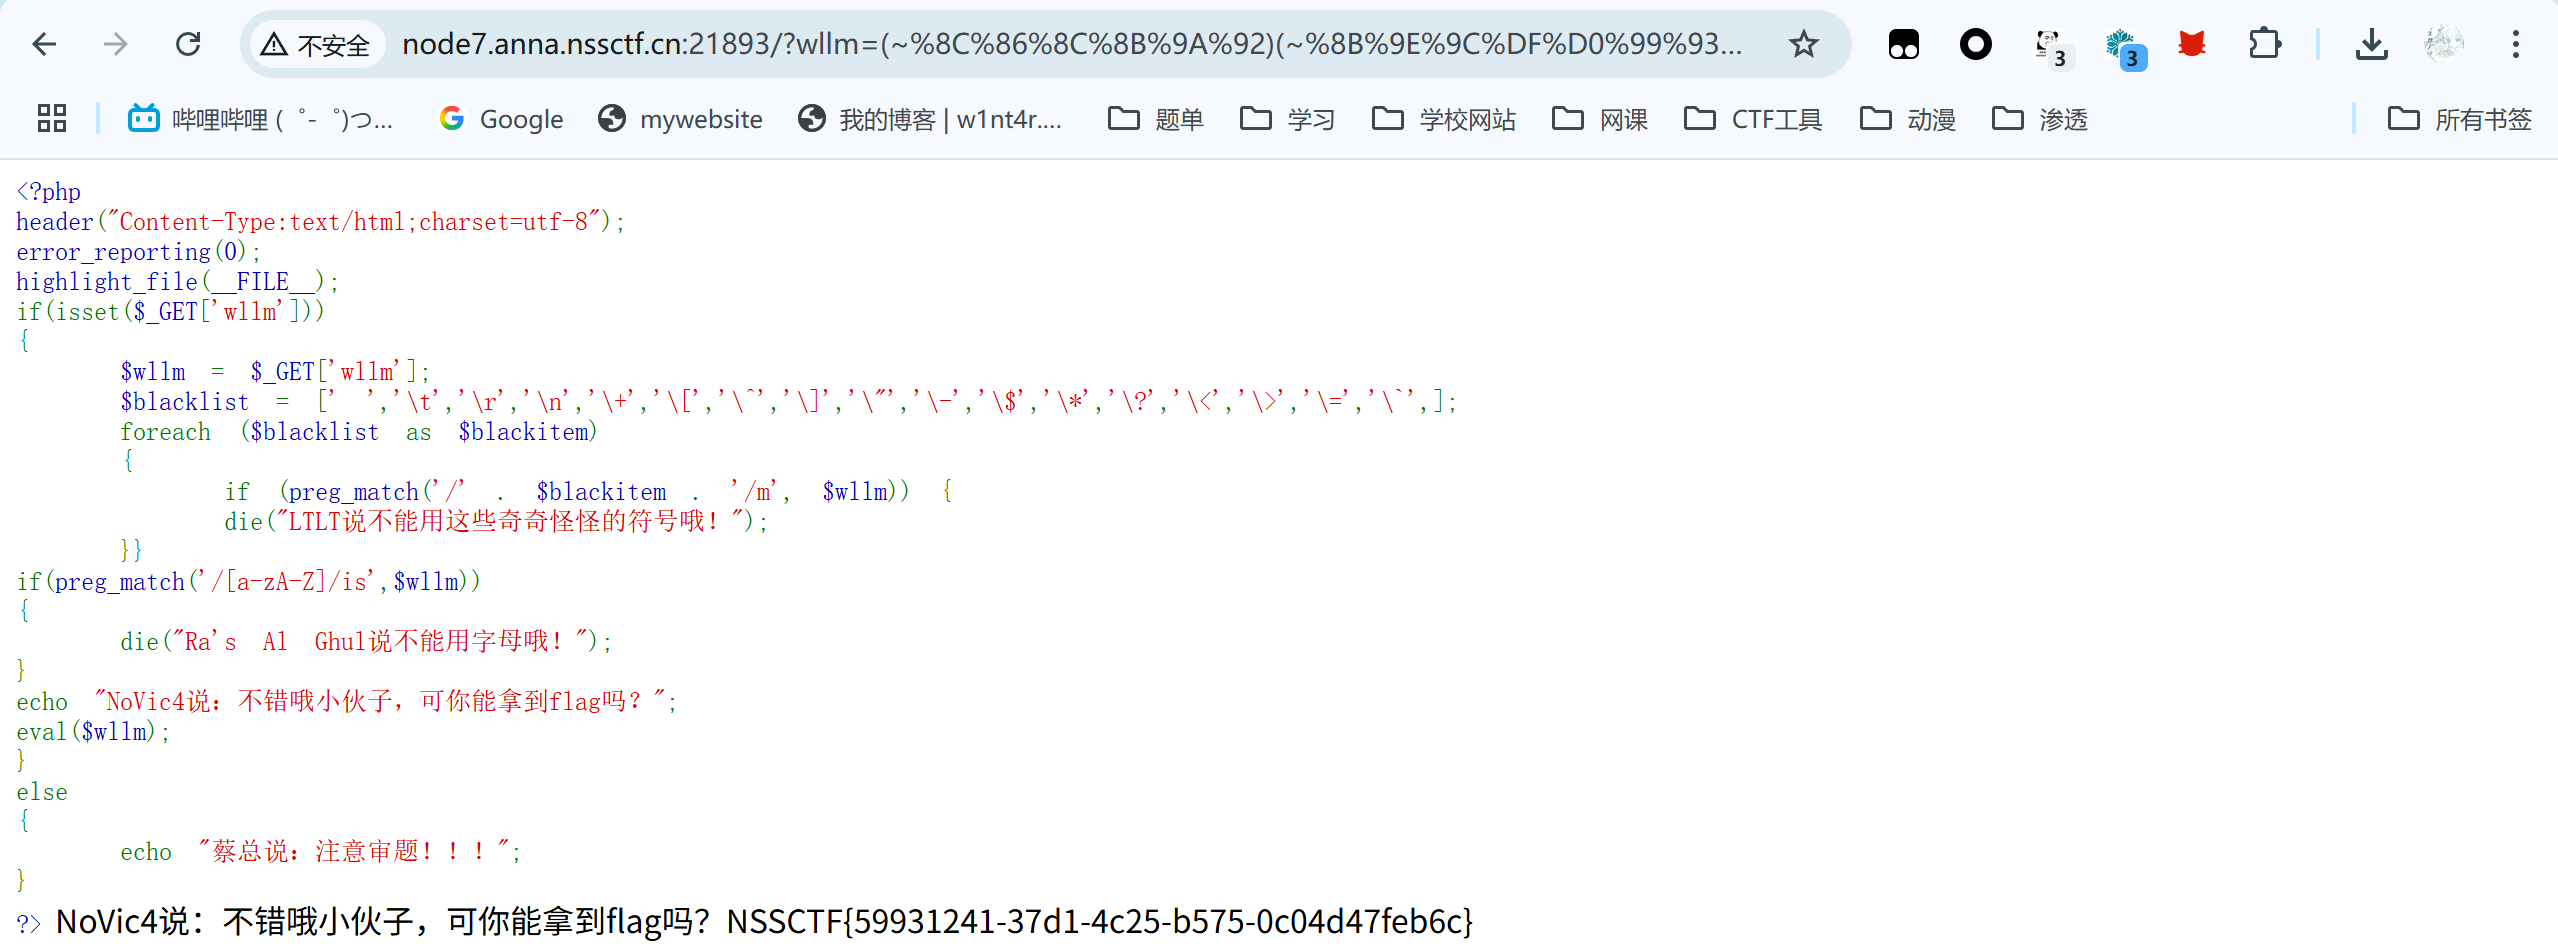 不安全 node7.anna.nssctf.cn:21893/?wllm=(~%8C%86%8C%8B%9A%92)(~%8B%9E%9C%DF%D0%99%93... 3 3
哔哩哔哩 ( ゜- ゜)つ... Google mywebsite 我的博客 | w1nt4r.... 题单 学习 学校网站 网课 CTF工具 动漫 渗透 所有书签
<?php
header("Content-Type:text/html;charset=utf-8");
error_reporting(0);
highlight_file(__FILE__);
if(isset($_GET['wllm']))
{
        $wllm = $_GET['wllm'];
        $blacklist = [' ','\t','\r','\n','\+','\[','\^','\]','\"','\-','\$','\*','\?','\<','\>','\=','\`',];
        foreach ($blacklist as $blackitem)
        {
                if (preg_match('/' . $blackitem . '/m', $wllm)) {
                die("LTLT说不能用这些奇奇怪怪的符号哦！");
        }}
if(preg_match('/[a-zA-Z]/is',$wllm))
{
        die("Ra's Al Ghul说不能用字母哦！");
}
echo "NoVic4说：不错哦小伙子，可你能拿到flag吗？";
eval($wllm);
}
else
{
        echo "蔡总说：注意审题！！！";
}
?> NoVic4说：不错哦小伙子，可你能拿到flag吗？NSSCTF{59931241-37d1-4c25-b575-0c04d47feb6c}